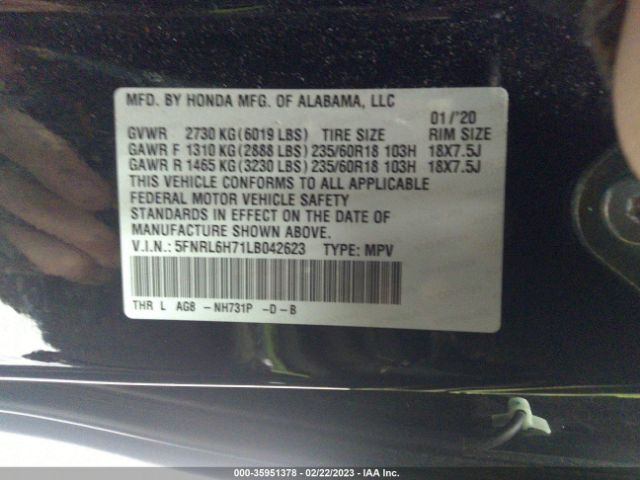 MFD. BY HONDA MFG. OF ALABAMA, LLC
01/'20
GVWR 2730 KG (6019 LBS) TIRE SIZE RIM SIZE
GAWR F 1310 KG (2888 LBS) 235/60R18 103H 18X7.5J
GAWR R 1465 KG (3230 LBS) 235/60R18 103H 18X7.5J
THIS VEHICLE CONFORMS TO ALL APPLICABLE
FEDERAL MOTOR VEHICLE SAFETY
STANDARDS IN EFFECT ON THE DATE OF
MANUFACTURE SHOWN ABOVE.
V.I.N.: 5FNRL6H71LB042623 TYPE: MPV
THR L AG8 -NH731P -D-B
000-35951378 - 02/22/2023 - IAA Inc.